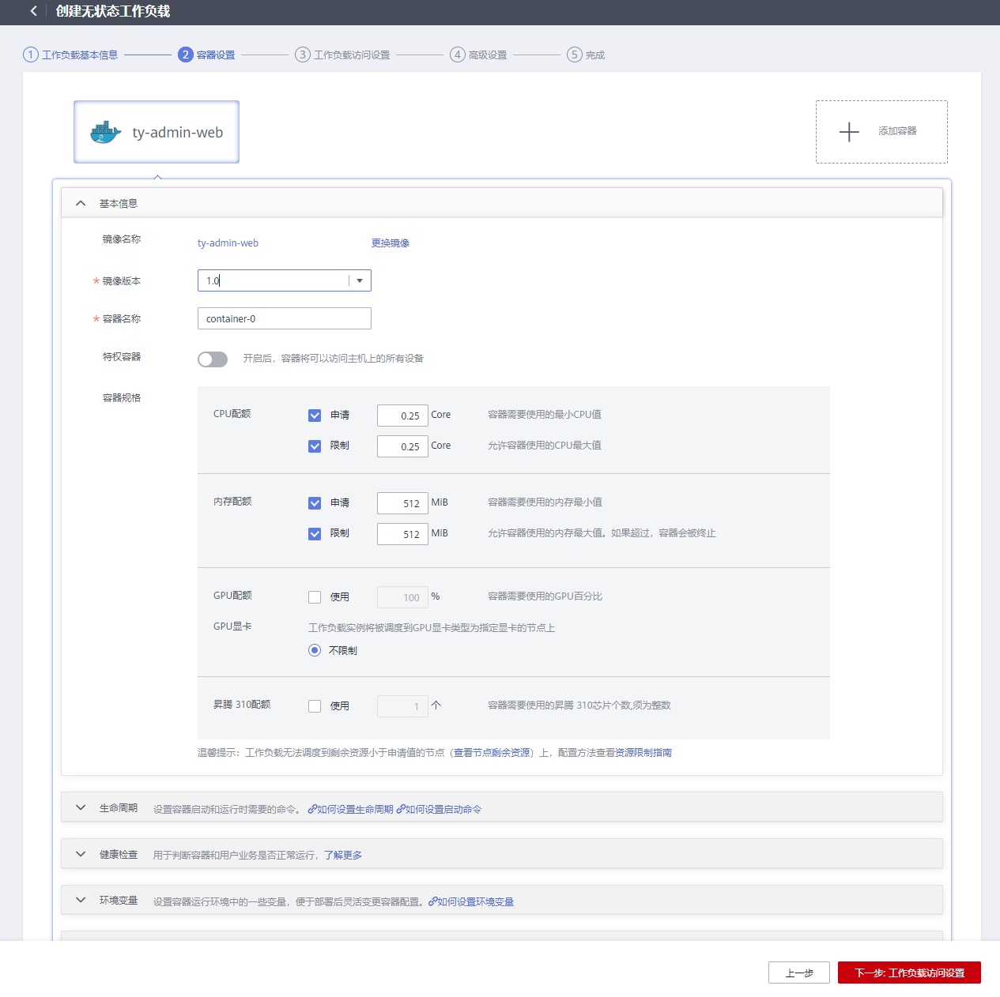 创建无状态工作负载
1 工作负载基本信息 2 容器设置 3 工作负载访问设置 4 高级设置 5 完成
ty-admin-web
添加容器
基本信息
镜像名称 ty-admin-web 更换镜像
* 镜像版本 1.0
* 容器名称 container-0
特权容器 开启后，容器将可以访问主机上的所有设备
容器规格
CPU配额 申请 0.25 Core 容器需要使用的最小CPU值
限制 0.25 Core 允许容器使用的CPU最大值
内存配额 申请 512 MiB 容器需要使用的内存最小值
限制 512 MiB 允许容器使用的内存最大值。如果超过，容器会被终止
GPU配额 使用 100 % 容器需要使用的GPU百分比
GPU显卡 工作负载实例将被调度到GPU显卡类型为指定显卡的节点上
不限制
昇腾 310配额 使用 1 个 容器需要使用的昇腾 310芯片个数,须为整数
温馨提示：工作负载无法调度到剩余资源小于申请值的节点（查看节点剩余资源）上，配置方法查看资源限制指南
生命周期 设置容器启动和运行时需要的命令。 如何设置生命周期 如何设置启动命令
健康检查 用于判断容器和用户业务是否正常运行，了解更多
环境变量 设置容器运行环境中的一些变量，便于部署后灵活变更容器配置。 如何设置环境变量
上一步 下一步: 工作负载访问设置